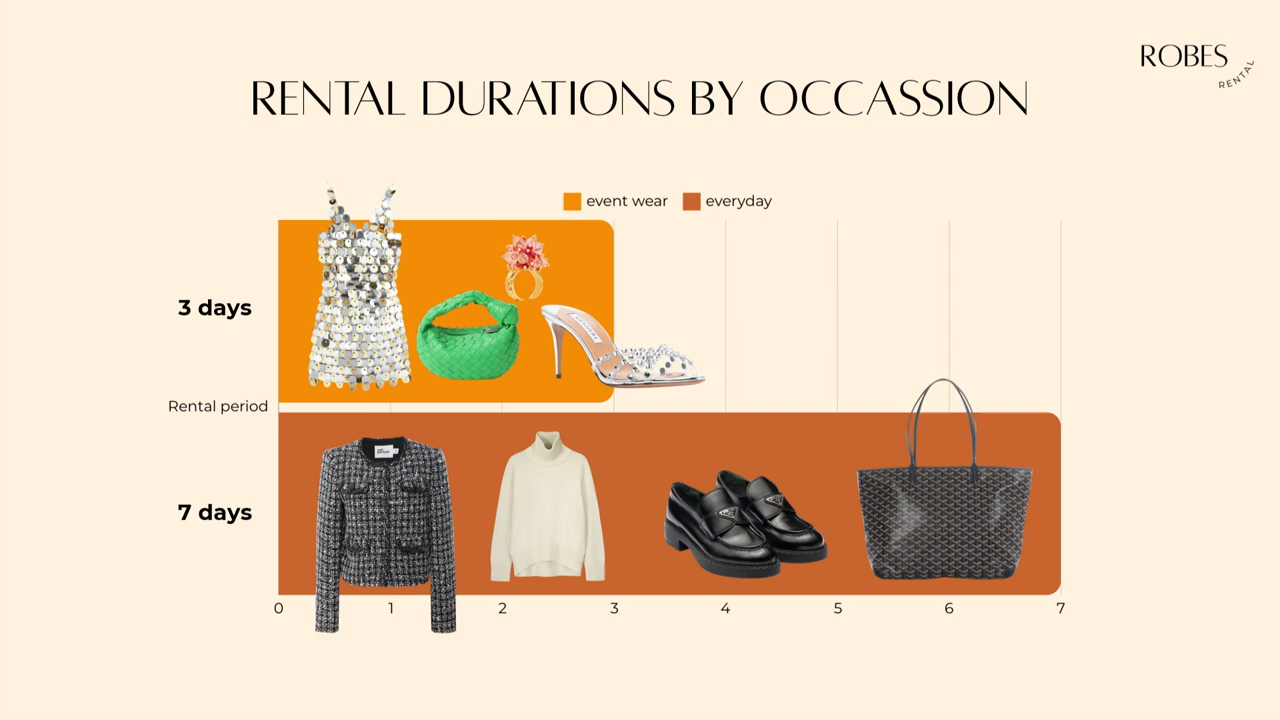 ROBES
RENTAL
RENTAL DURATIONS BY OCCASSION
event wear
everyday
3 days
Rental period
7 days
0 1 2 3 4 5 6 7